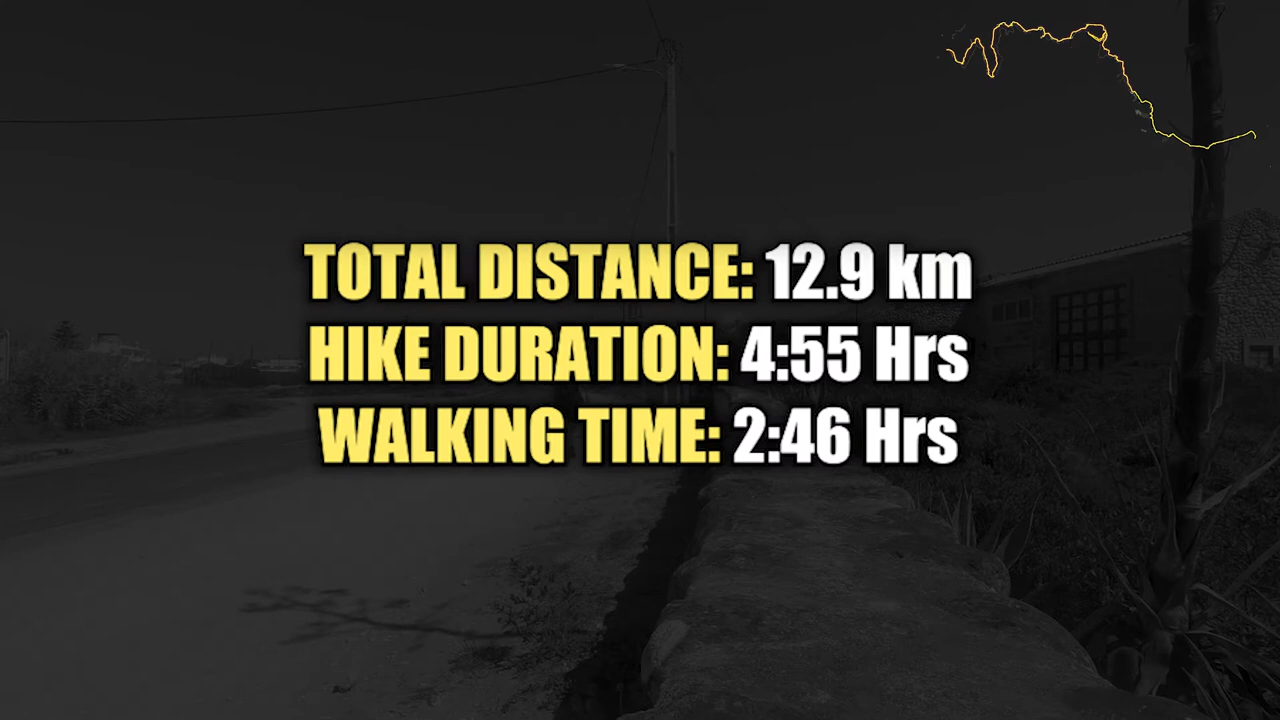 TOTAL DISTANCE: 12.9 km
HIKE DURATION: 4:55 Hrs
WALKING TIME: 2:46 Hrs